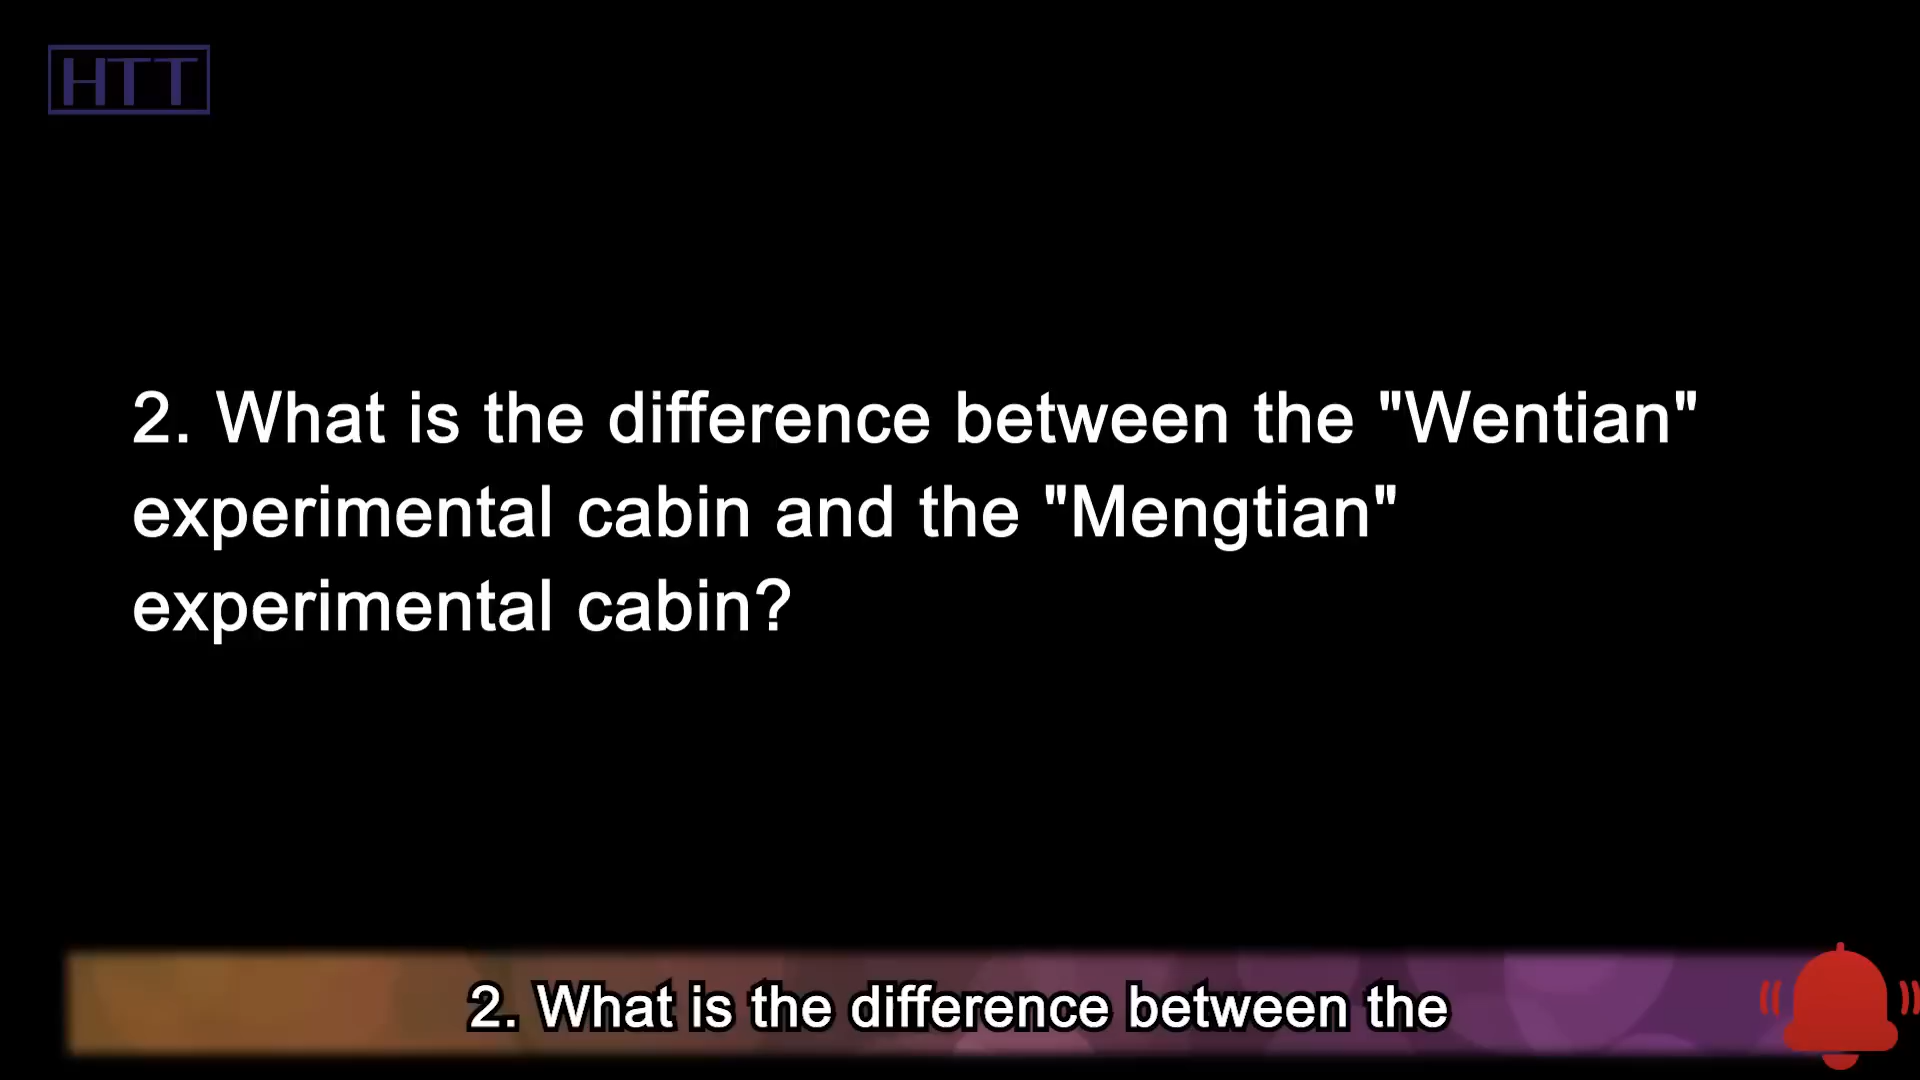 HTT
2. What is the difference between the "Wentian"
experimental cabin and the "Mengtian"
experimental cabin?
2. What is the difference between the